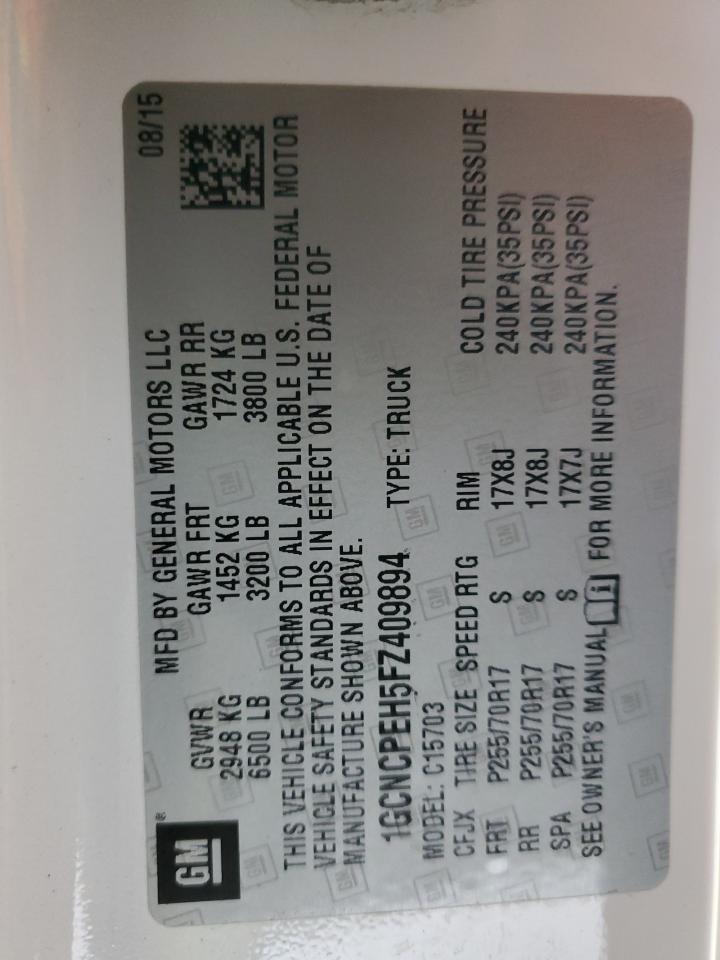 GM®
MFD BY GENERAL MOTORS LLC 08/15
GVWR GAWR FRT GAWR RR
2948 KG 1452 KG 1724 KG
6500 LB 3200 LB 3800 LB
THIS VEHICLE CONFORMS TO ALL APPLICABLE U.S. FEDERAL MOTOR
VEHICLE SAFETY STANDARDS IN EFFECT ON THE DATE OF
MANUFACTURE SHOWN ABOVE.
1GCNCPEH5FZ409894 TYPE: TRUCK
MODEL: C15703
CFJX TIRE SIZE SPEED RTG RIM COLD TIRE PRESSURE
FRT P255/70R17 S 17X8J 240KPA(35PSI)
RR P255/70R17 S 17X8J 240KPA(35PSI)
SPA P255/70R17 S 17X7J 240KPA(35PSI)
SEE OWNER'S MANUAL i FOR MORE INFORMATION.